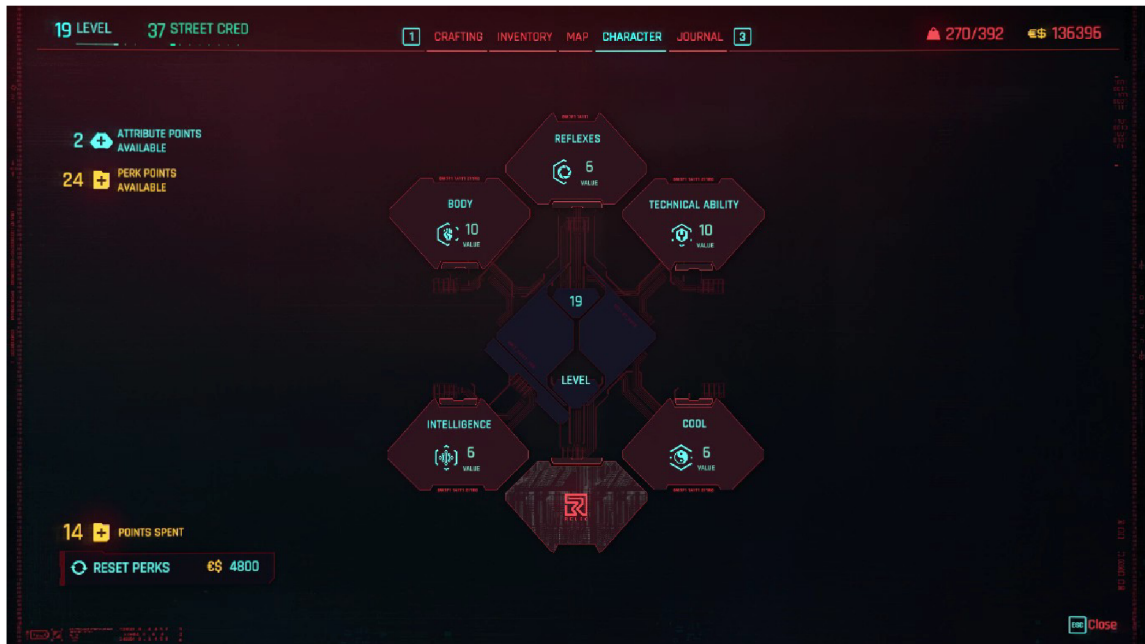 19 LEVEL 37 STREET CRED
1 CRAFTING INVENTORY MAP CHARACTER JOURNAL 3
270/392 €$ 136396
2 ATTRIBUTE POINTS
AVAILABLE
24 PERK POINTS
AVAILABLE
REFLEXES
6
VALUE
BODY
10
VALUE
TECHNICAL ABILITY
10
VALUE
19
LEVEL
INTELLIGENCE
6
VALUE
COOL
6
VALUE
RELIC
14 POINTS SPENT
RESET PERKS €$ 4800
ESC Close